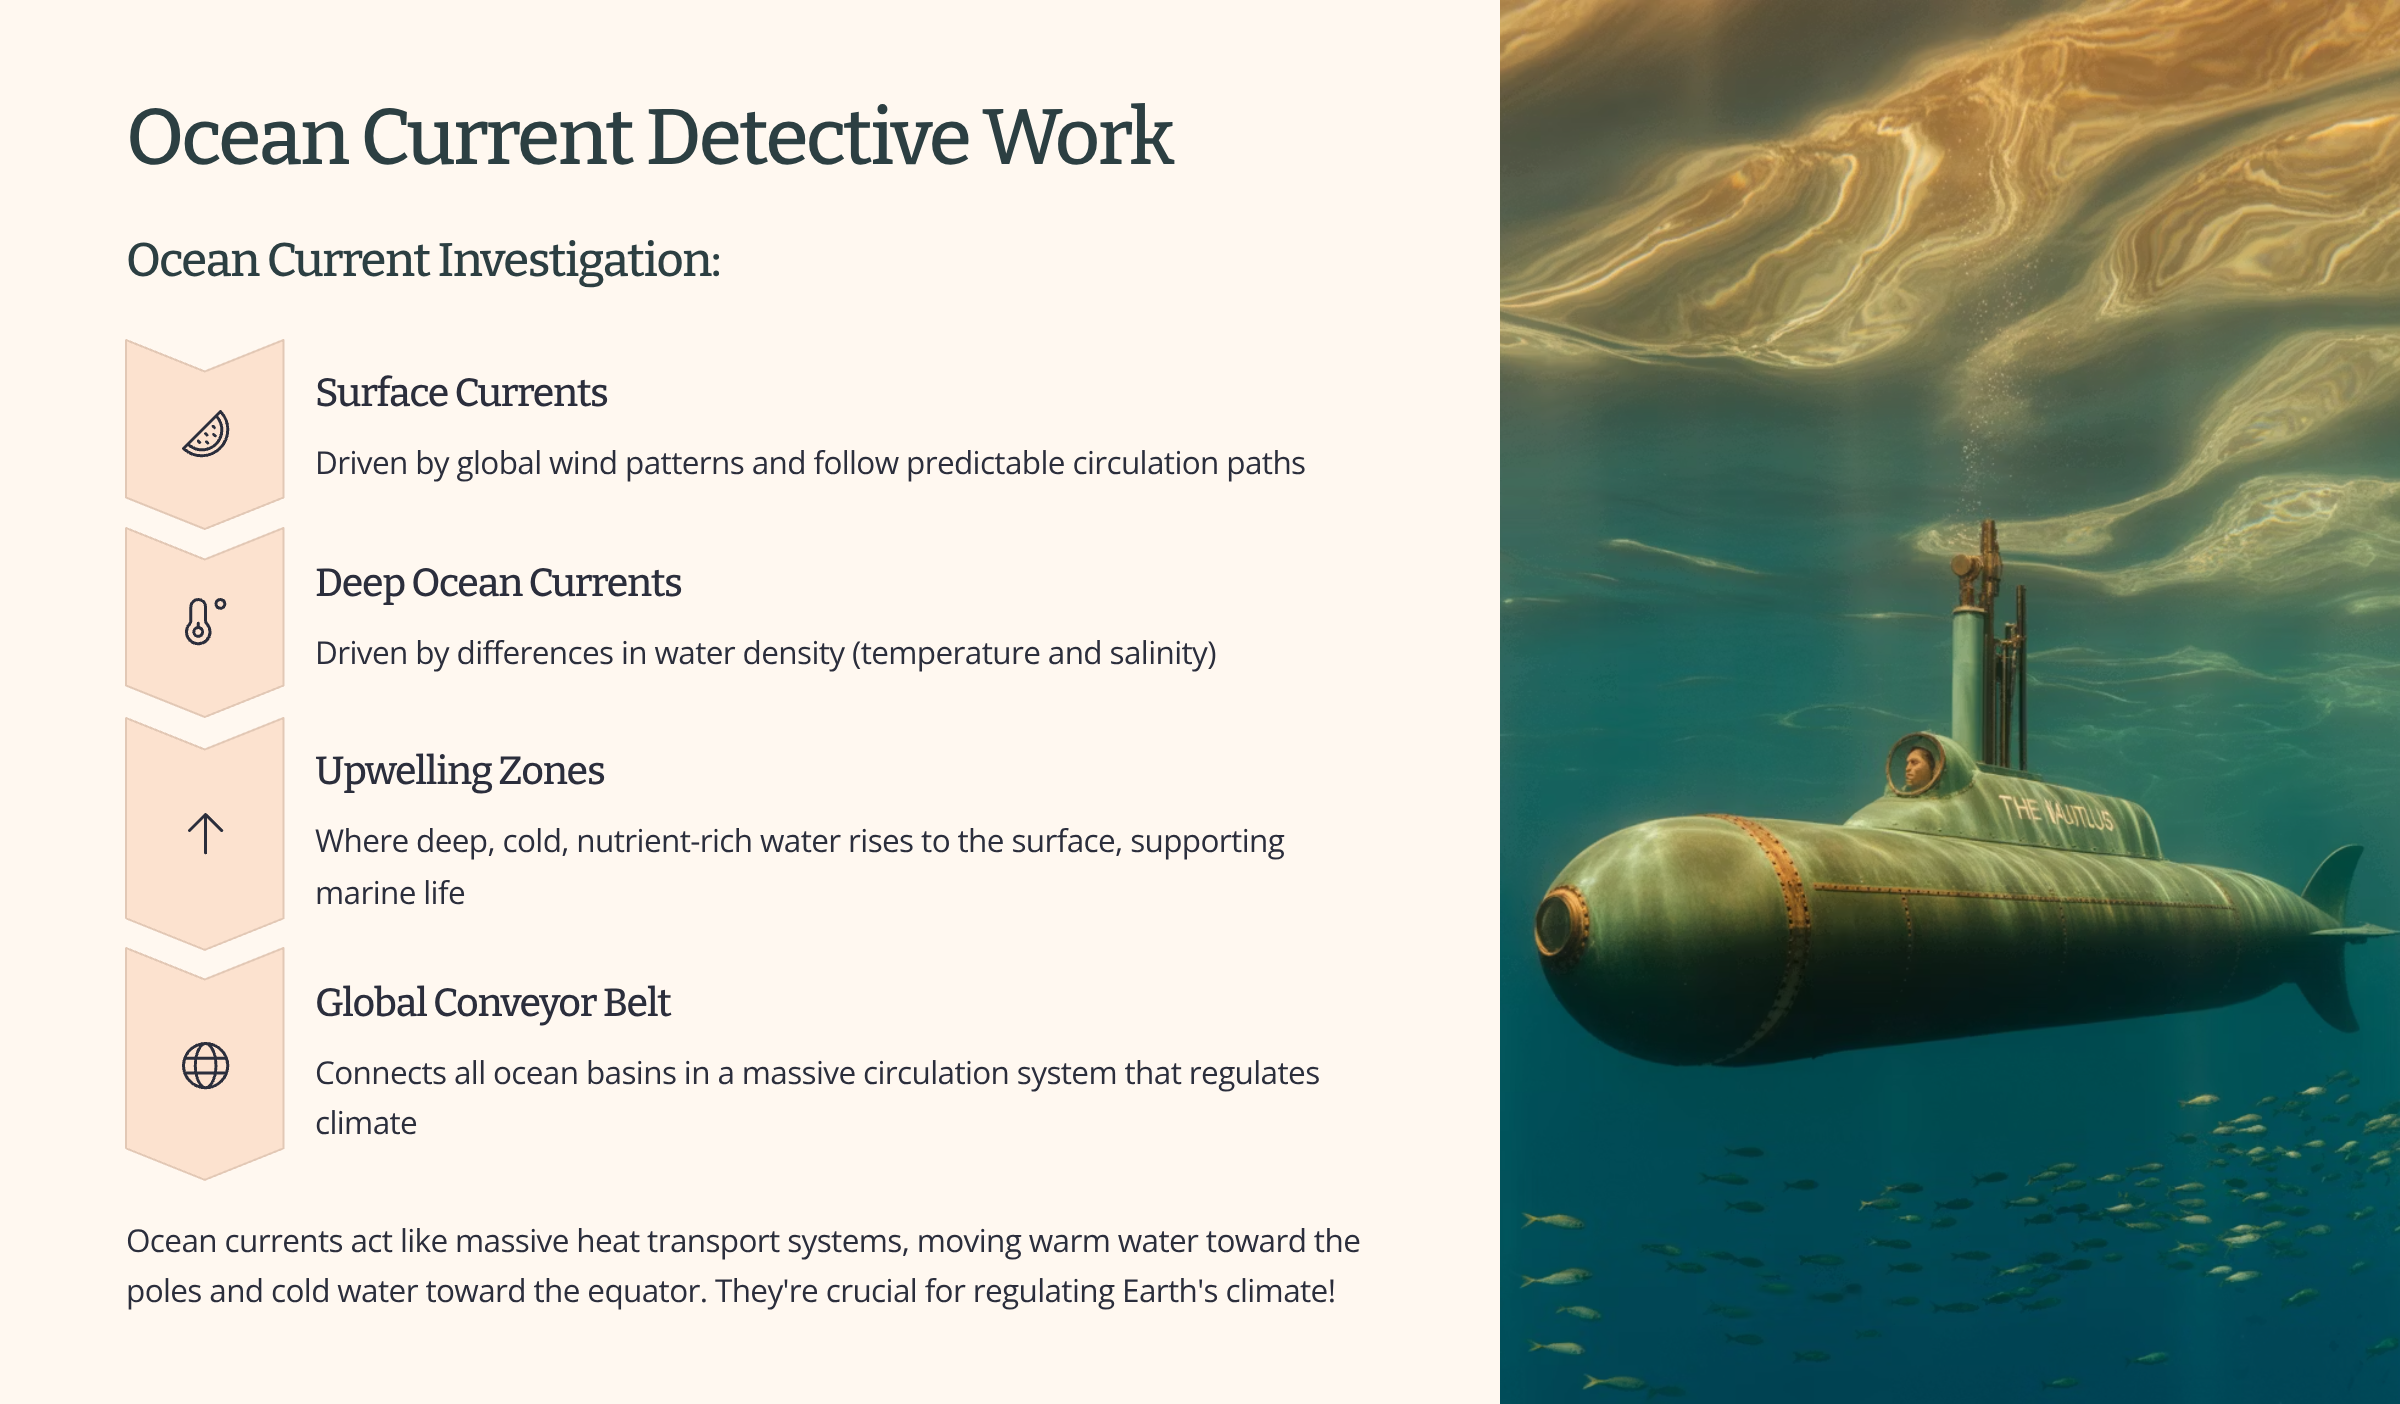 Ocean Current Detective Work
Ocean Current Investigation:
Surface Currents
Driven by global wind patterns and follow predictable circulation paths
Deep Ocean Currents
Driven by differences in water density (temperature and salinity)
Upwelling Zones
Where deep, cold, nutrient-rich water rises to the surface, supporting
marine life
Global Conveyor Belt
Connects all ocean basins in a massive circulation system that regulates
climate
Ocean currents act like massive heat transport systems, moving warm water toward the
poles and cold water toward the equator. They're crucial for regulating Earth's climate!
THE